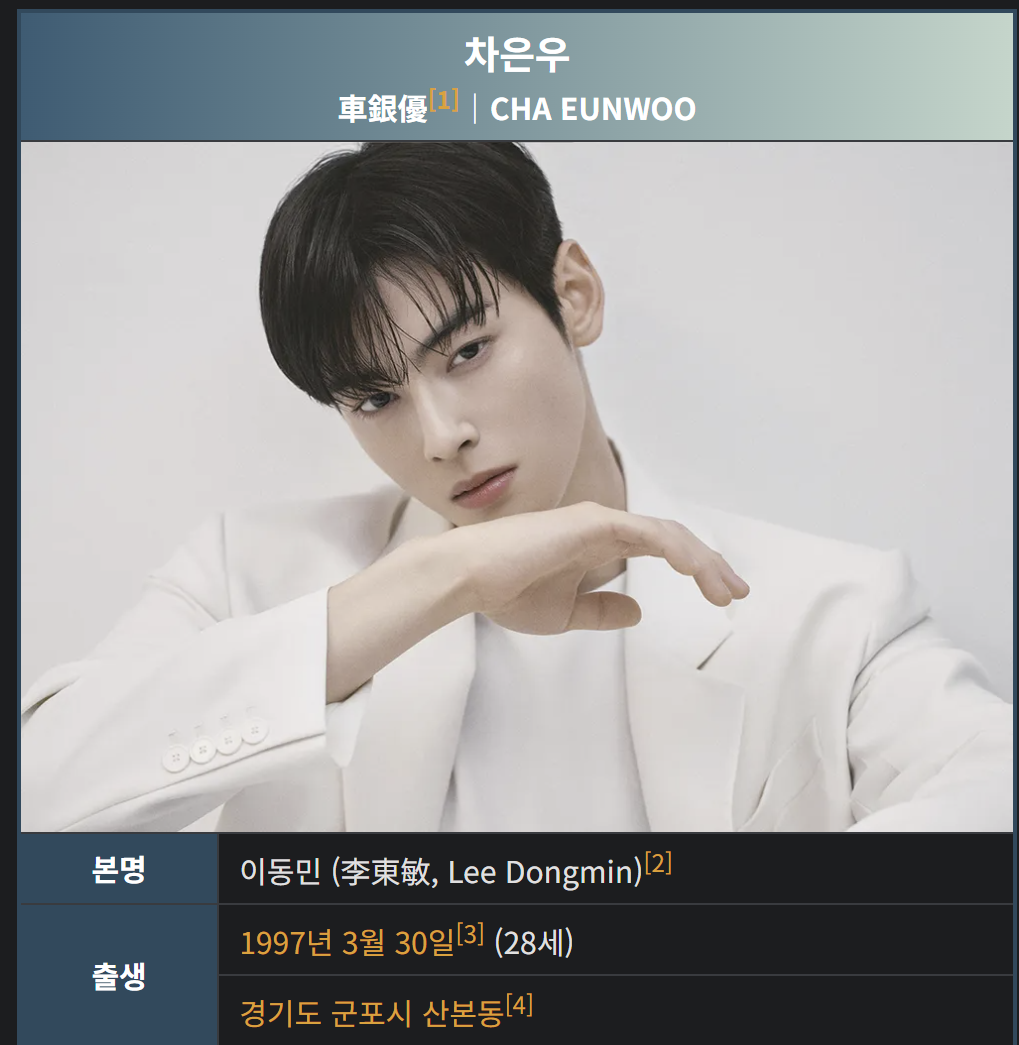 차은우
車銀優[1] | CHA EUNWOO
본명
이동민 (李東敏, Lee Dongmin)[2]
출생
1997년 3월 30일[3] (28세)
경기도 군포시 산본동[4]